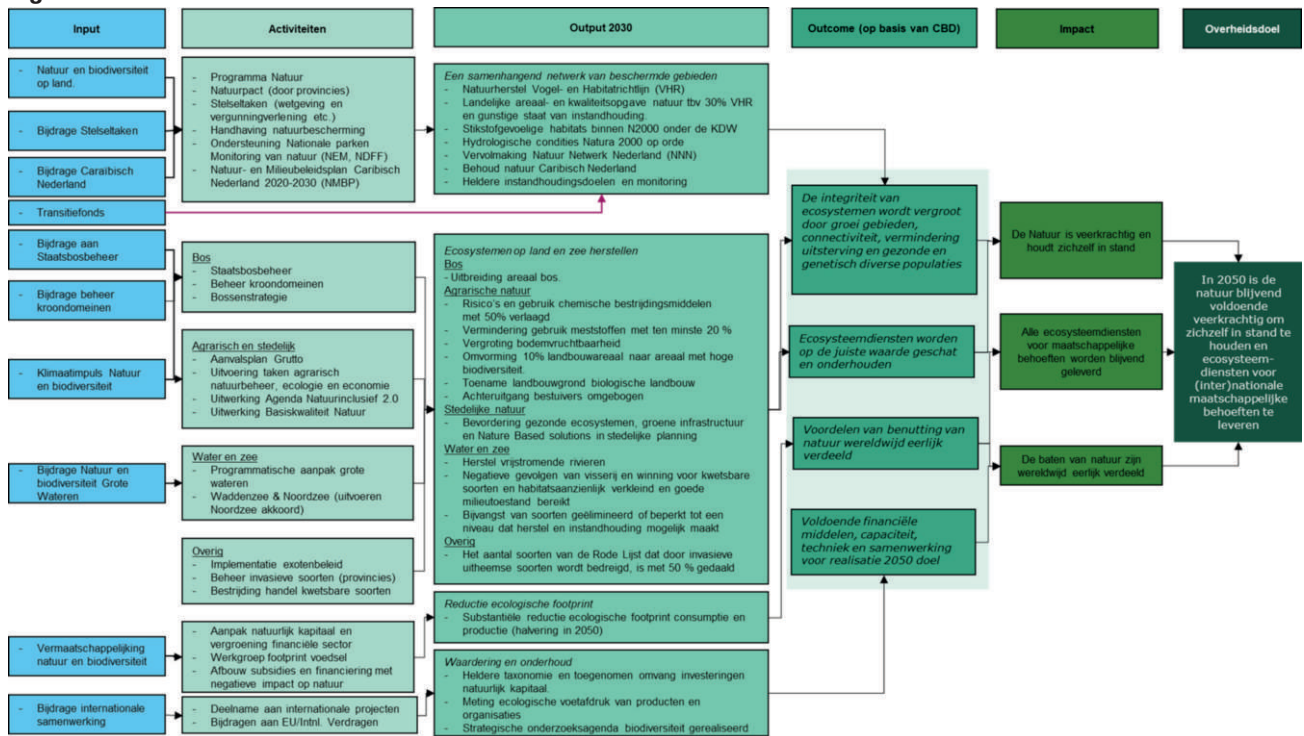 Input
Activiteiten
Output 2030
Outcome (op basis van CBD)
Impact
Overheidsdoel
- Natuur en biodiversiteit
op land.
- Bijdrage Stelseltaken
- Bijdrage Caraïbisch
Nederland
- Transitiefonds
- Bijdrage aan
Staatsbosbeheer
- Bijdrage beheer
kroondomeinen
- Klimaatimpuls Natuur
en biodiversiteit
- Bijdrage Natuur en
biodiversiteit Grote
Wateren
- Vermaatschappelijking
natuur en biodiversiteit
- Bijdrage internationale
samenwerking
- Programma Natuur
- Natuurpact (door provincies)
- Stelseltaken (wetgeving en
vergunningverlening etc.)
- Handhaving natuurbescherming
- Ondersteuning Nationale parken
Monitoring van natuur (NEM, NDFF)
- Natuur- en Milieubeleidsplan Caribisch
Nederland 2020-2030 (NMBP)
Bos
- Staatsbosbeheer
- Beheer kroondomeinen
- Bossenstrategie
Agrarisch en stedelijk
- Aanvalsplan Grutto
- Uitvoering taken agrarisch
natuurbeheer, ecologie en economie
- Uitwerking Agenda Natuurinclusief 2.0
- Uitwerking Basiskwaliteit Natuur
Water en zee
- Programmatische aanpak grote
wateren
- Waddenzee & Noordzee (uitvoeren
Noordzee akkoord)
Overig
- Implementatie exotenbeleid
- Beheer invasieve soorten (provincies)
- Bestrijding handel kwetsbare soorten
- Aanpak natuurlijk kapitaal en
vergroening financiële sector
- Werkgroep footprint voedsel
- Afbouw subsidies en financiering met
negatieve impact op natuur
- Deelname aan internationale projecten
- Bijdragen aan EU/Intnl. Verdragen
Een samenhangend netwerk van beschermde gebieden
- Natuurherstel Vogel- en Habitatrichtlijn (VHR)
- Landelijke areaal- en kwaliteitsopgave natuur tbv 30% VHR
en gunstige staat van instandhouding.
- Stikstofgevoelige habitats binnen N2000 onder de KDW
- Hydrologische condities Natura 2000 op orde
- Vervolmaking Natuur Netwerk Nederland (NNN)
- Behoud natuur Caribisch Nederland
- Heldere instandhoudingsdoelen en monitoring
Ecosystemen op land en zee herstellen
Bos
- Uitbreiding areaal bos.
Agrarische natuur
- Risico's en gebruik chemische bestrijdingsmiddelen
met 50% verlaagd
- Vermindering gebruik meststoffen met ten minste 20 %
- Vergroting bodemvruchtbaarheid
- Omvorming 10% landbouwareaal naar areaal met hoge
biodiversiteit.
- Toename landbouwgrond biologische landbouw
- Achteruitgang bestuivers omgebogen
Stedelijke natuur
- Bevordering gezonde ecosystemen, groene infrastructuur
en Nature Based solutions in stedelijke planning
Water en zee
- Herstel vrijstromende rivieren
- Negatieve gevolgen van visserij en winning voor kwetsbare
soorten en habitatsaanzienlijk verkleind en goede
milieutoestand bereikt
- Bijvangst van soorten geëlimineerd of beperkt tot een
niveau dat herstel en instandhouding mogelijk maakt
Overig
- Het aantal soorten van de Rode Lijst dat door invasieve
uitheemse soorten wordt bedreigd, is met 50 % gedaald
Reductie ecologische footprint
- Substantiële reductie ecologische footprint consumptie en
productie (halvering in 2050)
Waardering en onderhoud
- Heldere taxonomie en toegenomen omvang investeringen
natuurlijk kapitaal.
- Meting ecologische voetafdruk van producten en
organisaties
- Strategische onderzoeksagenda biodiversiteit gerealiseerd
De integriteit van
ecosystemen wordt vergroot
door groei gebieden,
connectiviteit, vermindering
uitsterving en gezonde en
genetisch diverse populaties
Ecosysteemdiensten worden
op de juiste waarde geschat
en onderhouden
Voordelen van benutting van
natuur wereldwijd eerlijk
verdeeld
Voldoende financiële
middelen, capaciteit,
techniek en samenwerking
voor realisatie 2050 doel
De Natuur is veerkrachtig en
houdt zichzelf in stand
Alle ecosysteemdiensten
voor maatschappelijke
behoeften worden blijvend
geleverd
De baten van natuur zijn
wereldwijd eerlijk verdeeld
In 2050 is de
natuur blijvend
voldoende
veerkrachtig om
zichzelf in stand te
houden en
ecosysteem-
diensten voor
(inter)nationale
maatschappelijke
behoeften te
leveren